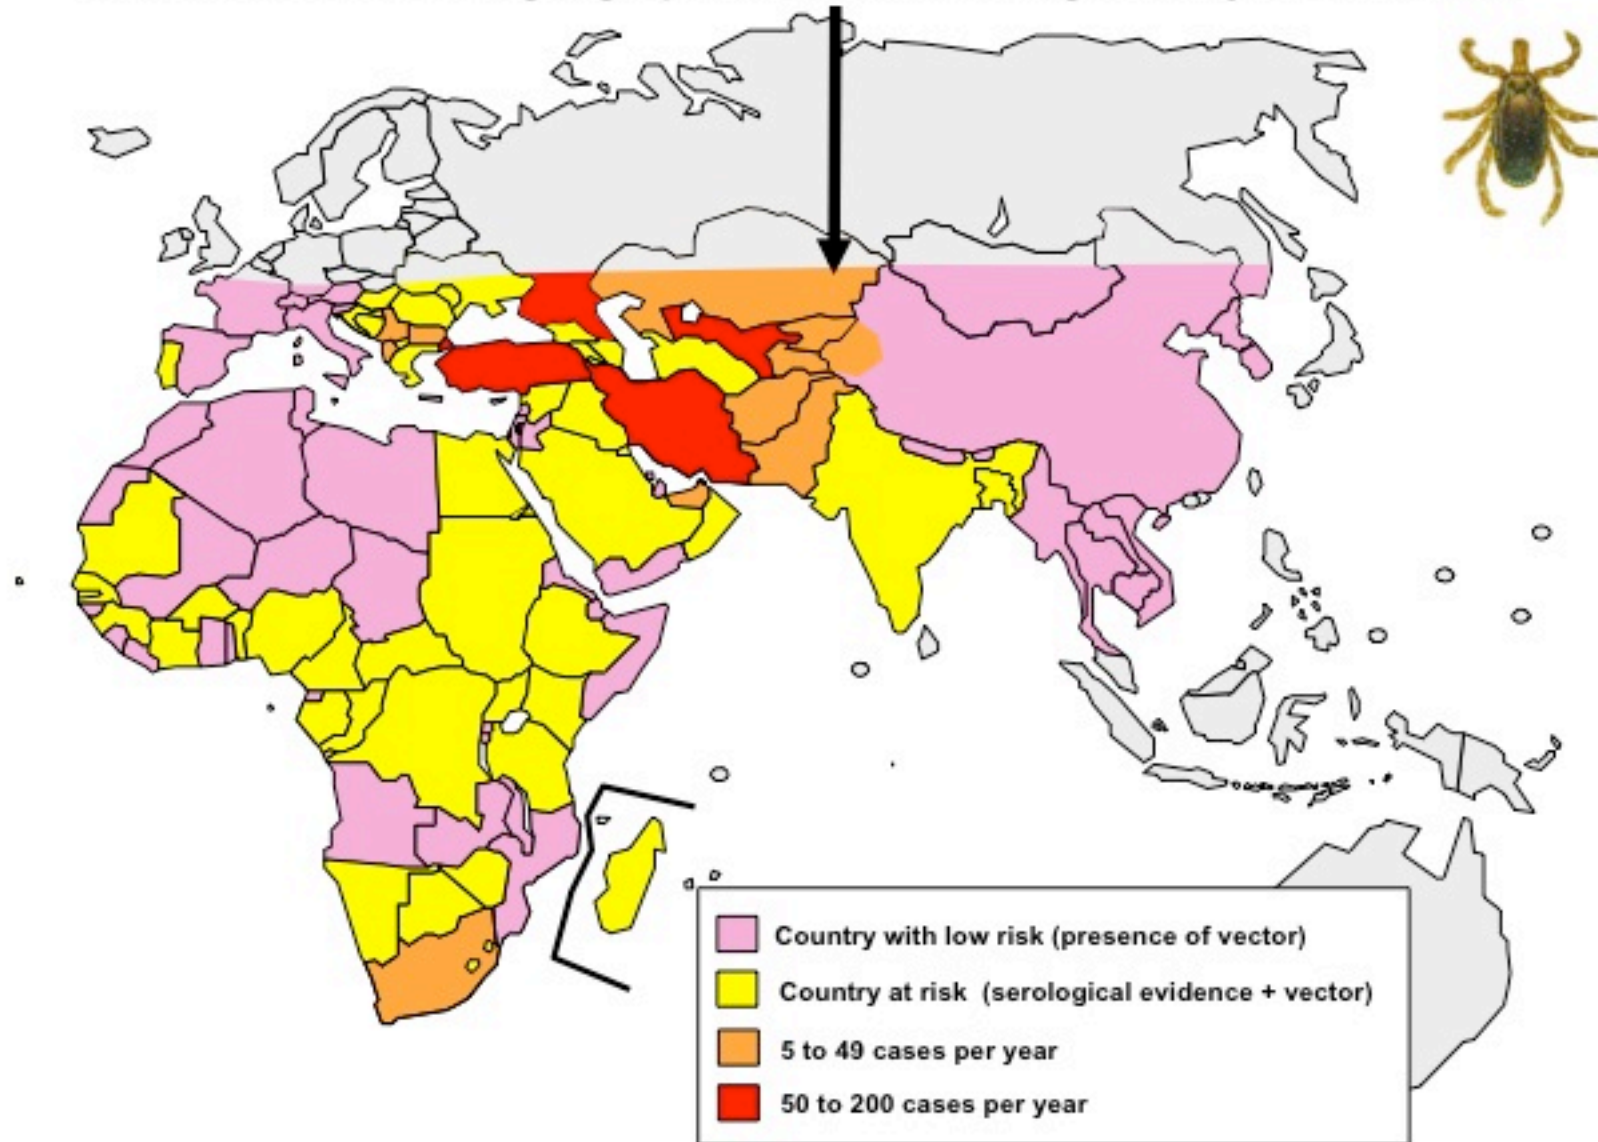 Country with low risk (presence of vector)
Country at risk (serological evidence + vector)
5 to 49 cases per year
50 to 200 cases per year